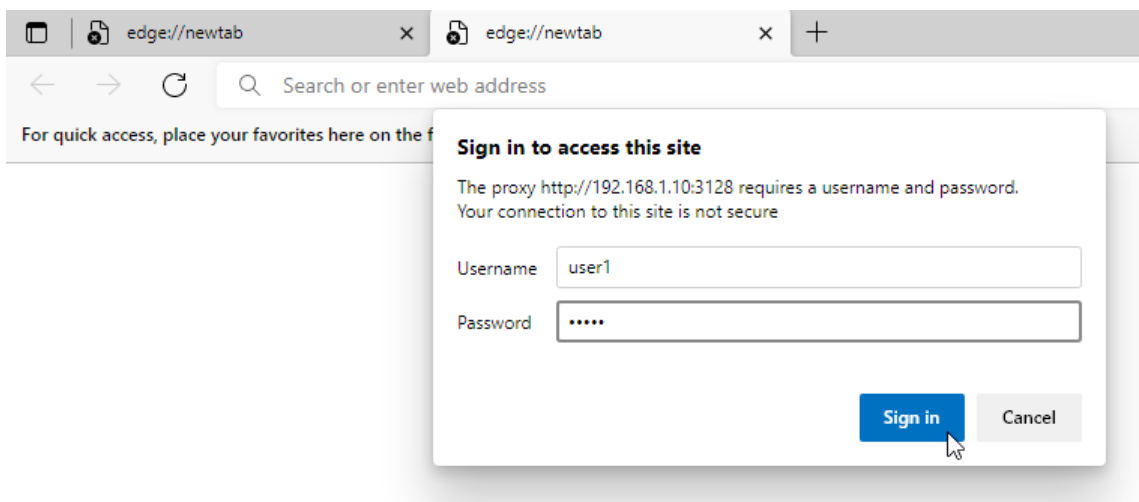 edge://newtab
edge://newtab
Search or enter web address
For quick access, place your favorites here on the f
Sign in to access this site
The proxy http://192.168.1.10:3128 requires a username and password.
Your connection to this site is not secure
Username user1
Password •••••
Sign in Cancel